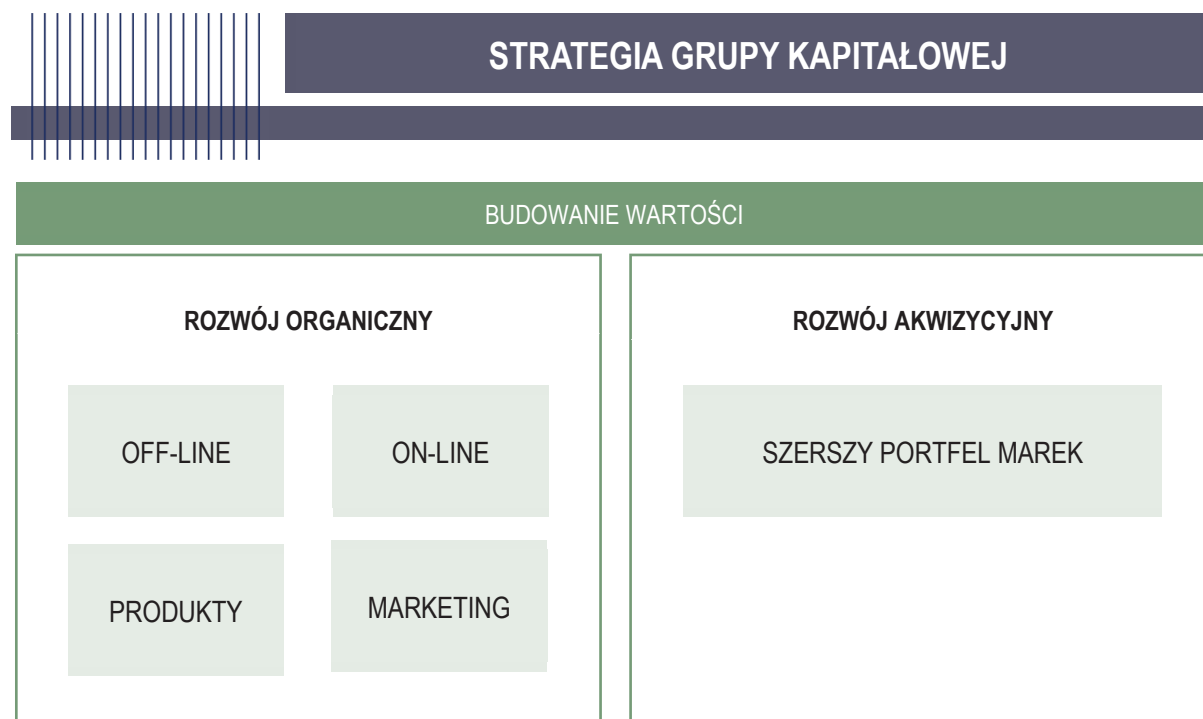 STRATEGIA GRUPY KAPITAŁOWEJ
BUDOWANIE WARTOŚCI
ROZWÓJ ORGANICZNY
OFF-LINE
ON-LINE
PRODUKTY
MARKETING
ROZWÓJ AKWIZYCYJNY
SZERSZY PORTFEL MAREK